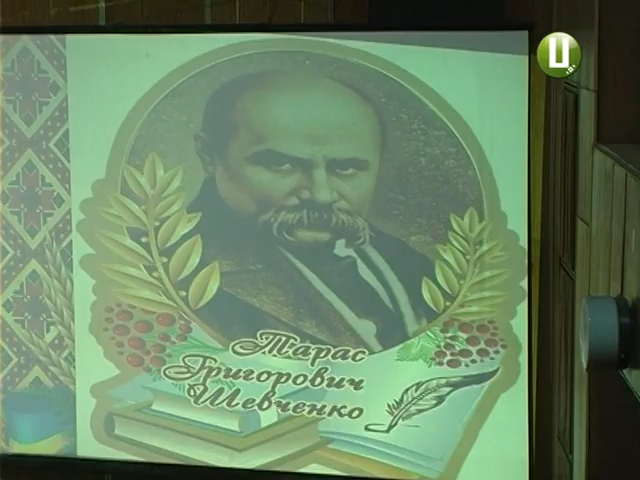 Ц
Тарас
Григорович
Шевченко